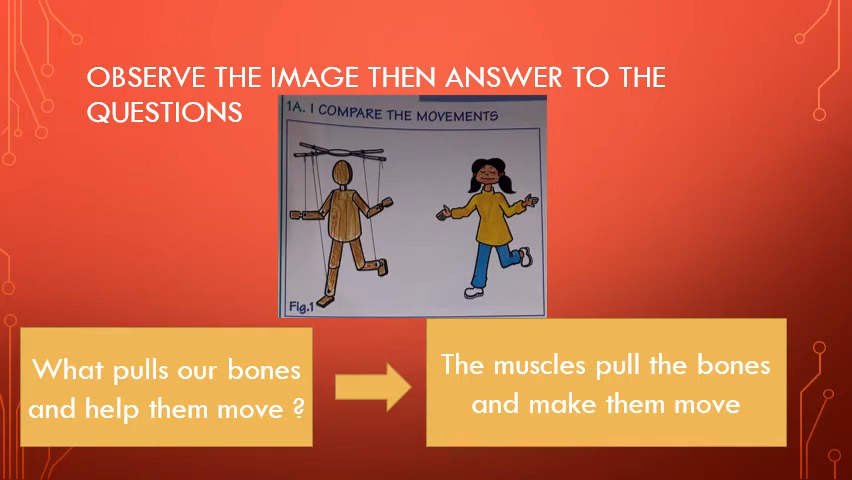 OBSERVE THE IMAGE THEN ANSWER TO THE
QUESTIONS
1A. I COMPARE THE MOVEMENTS
Fig.1
What pulls our bones
and help them move ?
The muscles pull the bones
and make them move